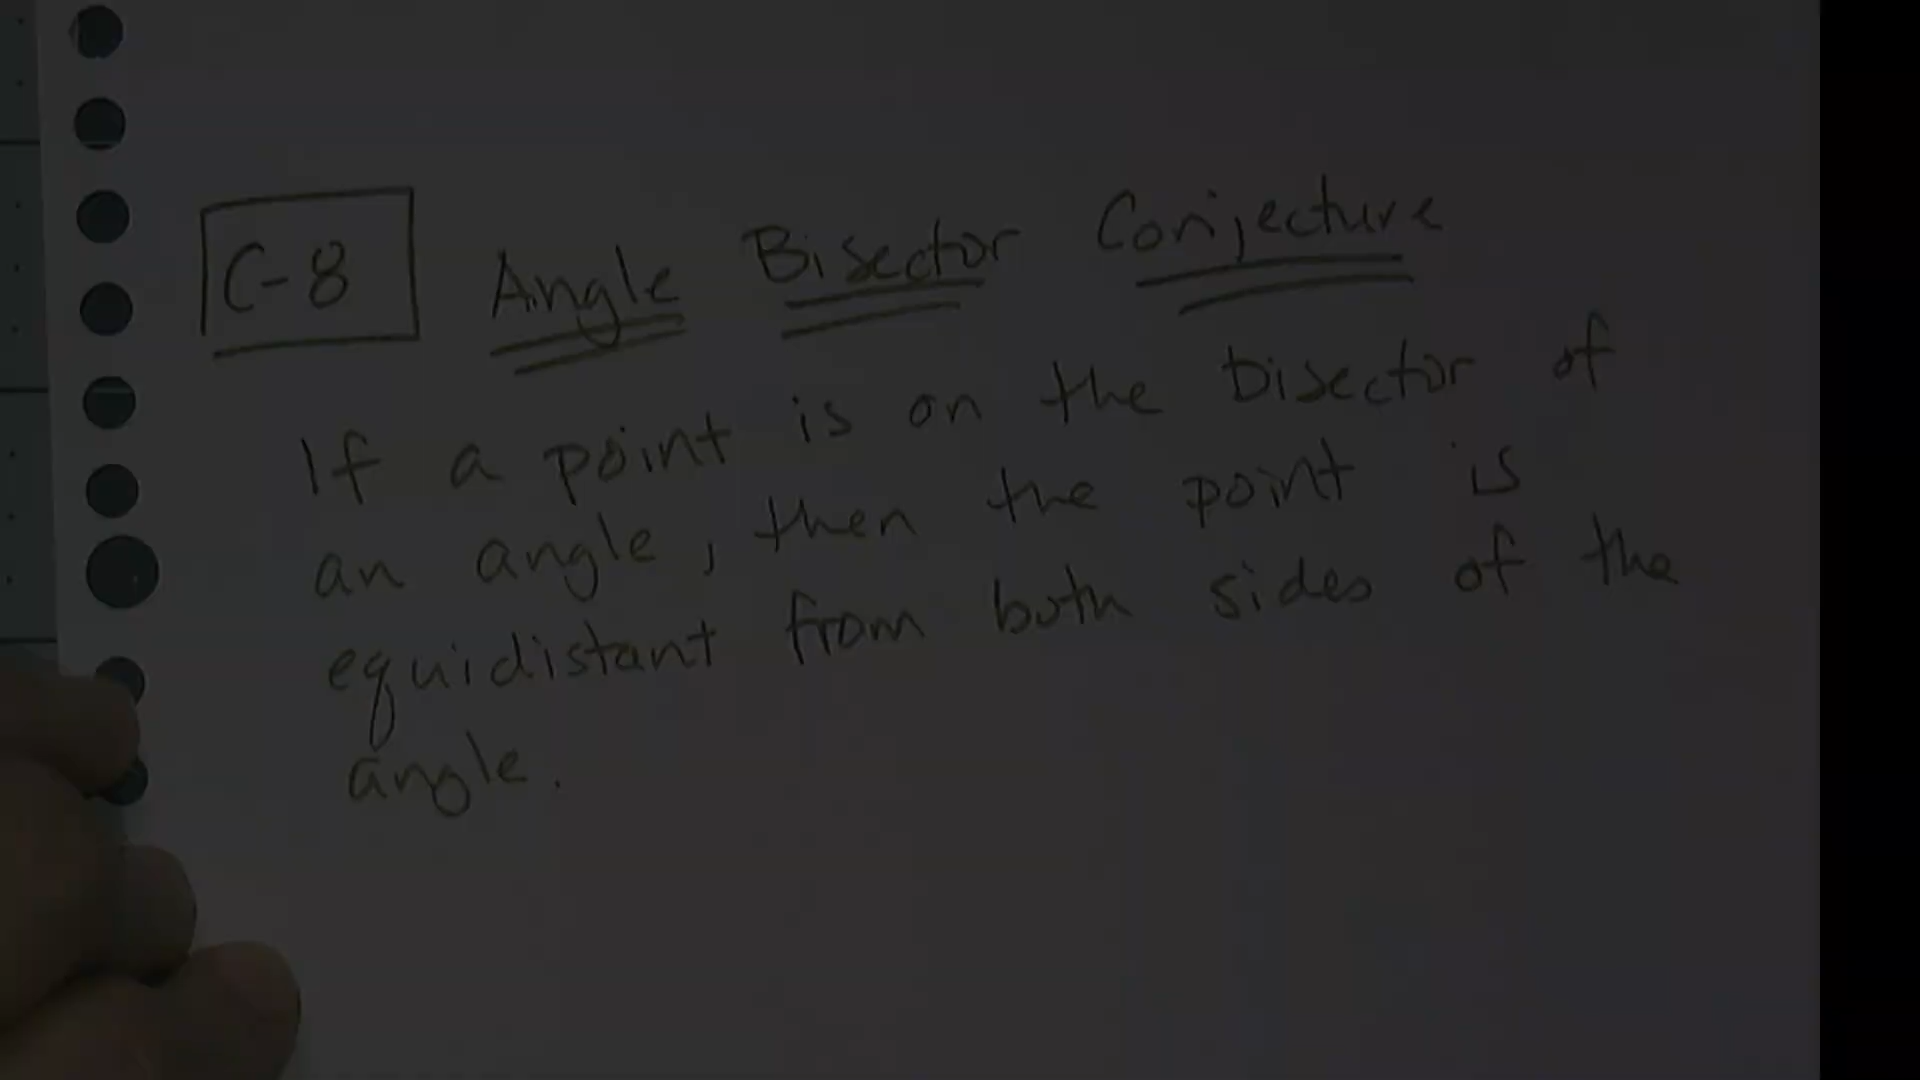 C-8 Angle Bisector Conjecture
If a point is on the bisector of
an angle, then the point is
equidistant from both sides of the
angle.